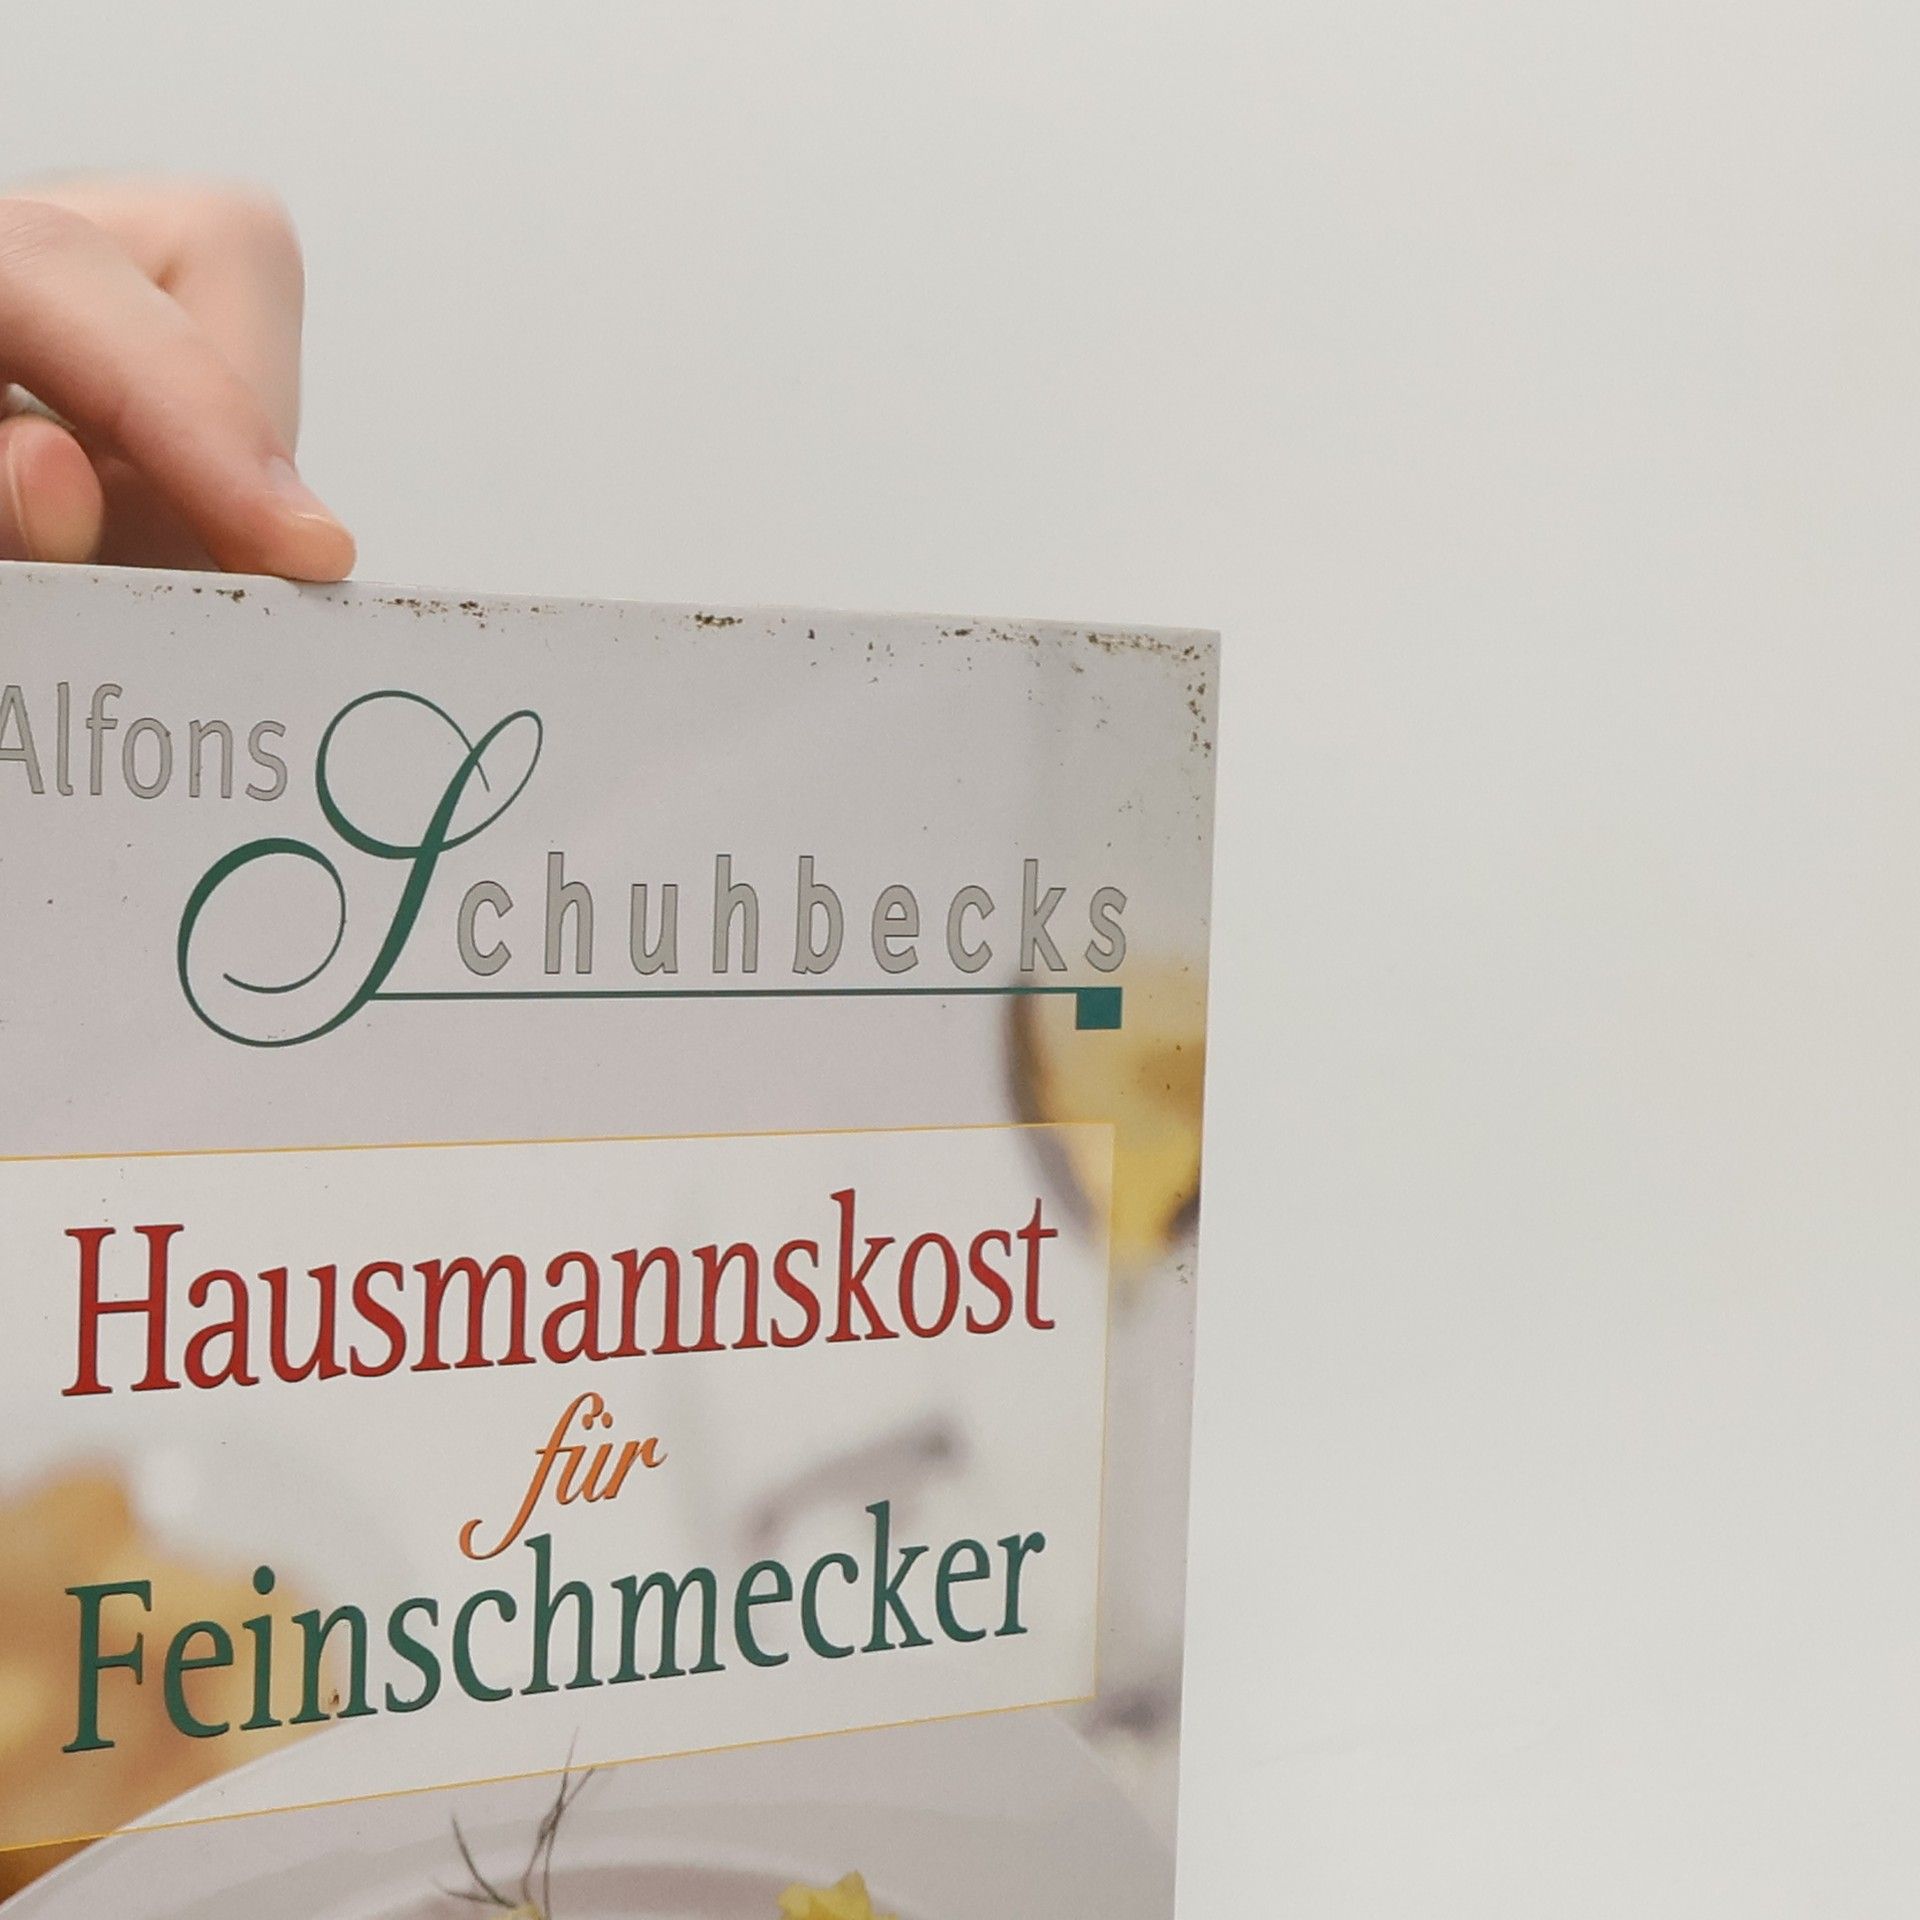 Alfons
Schuhbecks
Hausmannskost
für
Feinschmecker